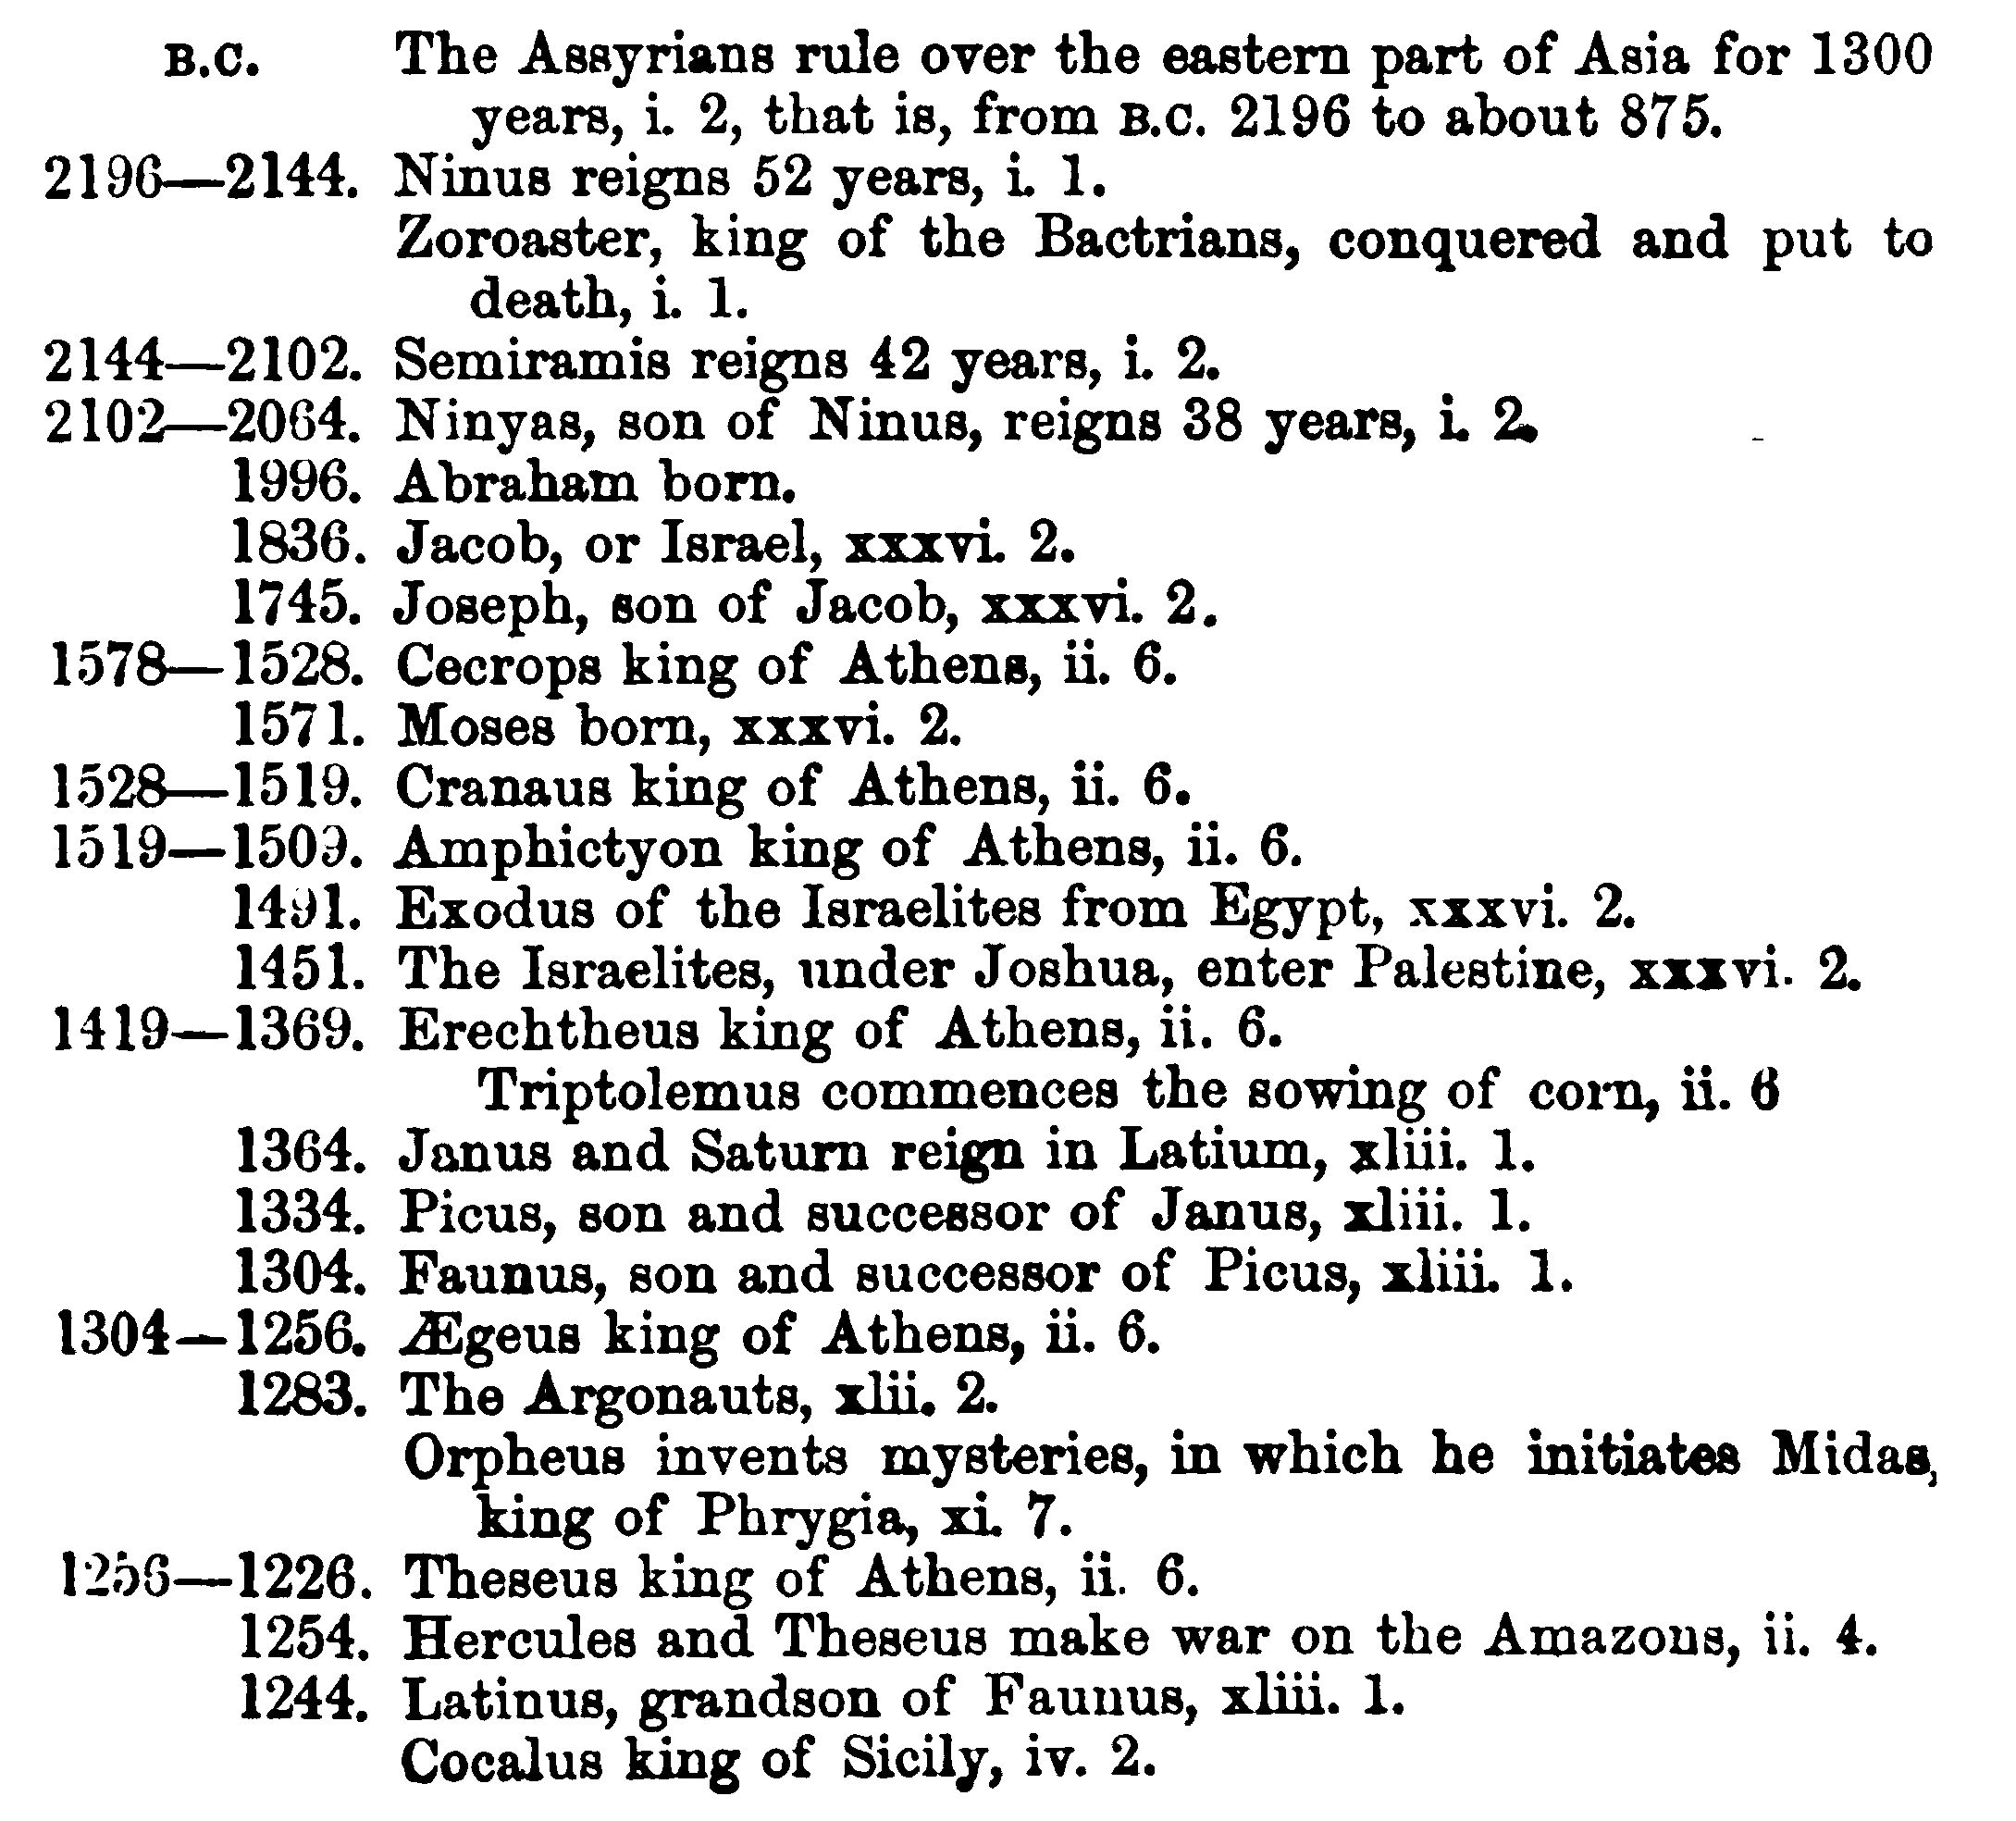 B.C. The Assyrians rule over the eastern part of Asia for 1300
years, i. 2, that is, from B.C. 2196 to about 875.
2196—2144. Ninus reigns 52 years, i. 1.
Zoroaster, king of the Bactrians, conquered and put to
death, i. 1.
2144—2102. Semiramis reigns 42 years, i. 2.
2102—2064. Ninyas, son of Ninus, reigns 38 years, i. 2.
1996. Abraham born.
1836. Jacob, or Israel, xxxvi. 2.
1745. Joseph, son of Jacob, xxxvi. 2.
1578—1528. Cecrops king of Athens, ii. 6.
1571. Moses born, xxxvi. 2.
1528—1519. Cranaus king of Athens, ii. 6.
1519—1509. Amphictyon king of Athens, ii. 6.
1491. Exodus of the Israelites from Egypt, xxxvi. 2.
1451. The Israelites, under Joshua, enter Palestine, xxxvi. 2.
1419—1369. Erechtheus king of Athens, ii. 6.
Triptolemus commences the sowing of corn, ii. 6
1364. Janus and Saturn reign in Latium, xliii. 1.
1334. Picus, son and successor of Janus, xliii. 1.
1304. Faunus, son and successor of Picus, xliii. 1.
1304—1256. Ægeus king of Athens, ii. 6.
1283. The Argonauts, xlii. 2.
Orpheus invents mysteries, in which he initiates Midas,
king of Phrygia, xi. 7.
1256—1226. Theseus king of Athens, ii. 6.
1254. Hercules and Theseus make war on the Amazons, ii. 4.
1244. Latinus, grandson of Faunus, xliii. 1.
Cocalus king of Sicily, iv. 2.